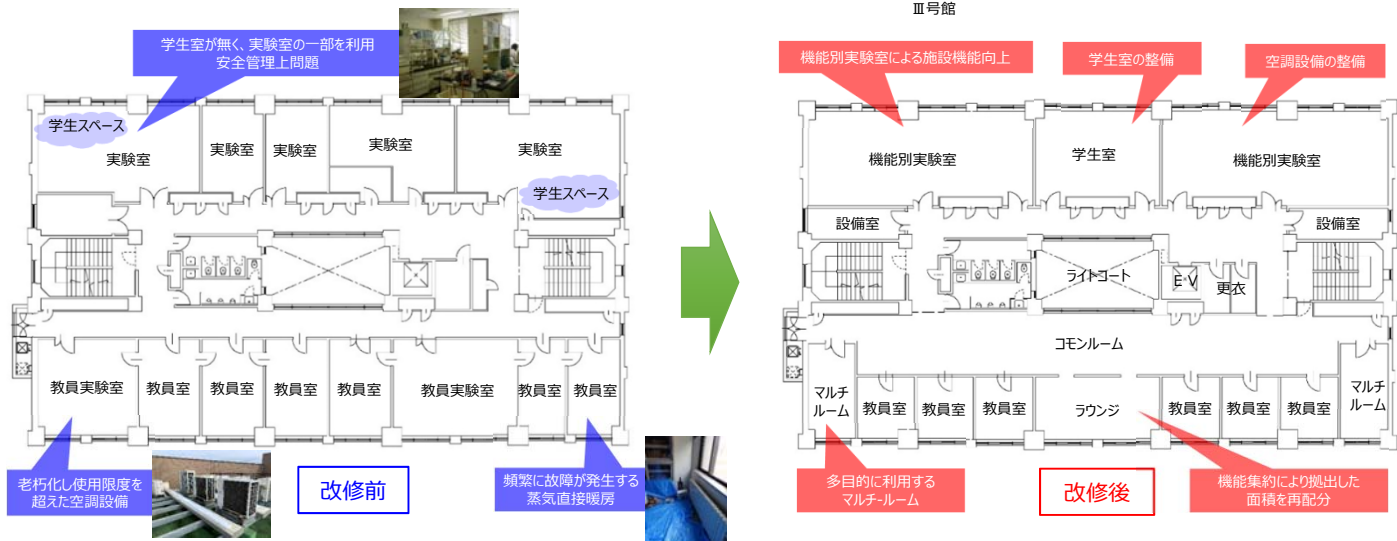 Ⅲ号館
学生室が無く、実験室の一部を利用
安全管理上問題
学生スペース
実験室
実験室
実験室
実験室
実験室
学生スペース
教員実験室
教員室
教員室
教員室
教員室
教員実験室
教員室
教員室
老朽化し使用限度を
超えた空調設備
改修前
頻繁に故障が発生する
蒸気直接暖房
機能別実験室による施設機能向上
学生室の整備
空調設備の整備
機能別実験室
学生室
機能別実験室
設備室
設備室
ライトコート
E・V
更衣
コモンルーム
マルチ
ルーム
教員室
教員室
教員室
ラウンジ
教員室
教員室
教員室
マルチ
ルーム
多目的に利用する
マルチ-ルーム
改修後
機能集約により拠出した
面積を再配分